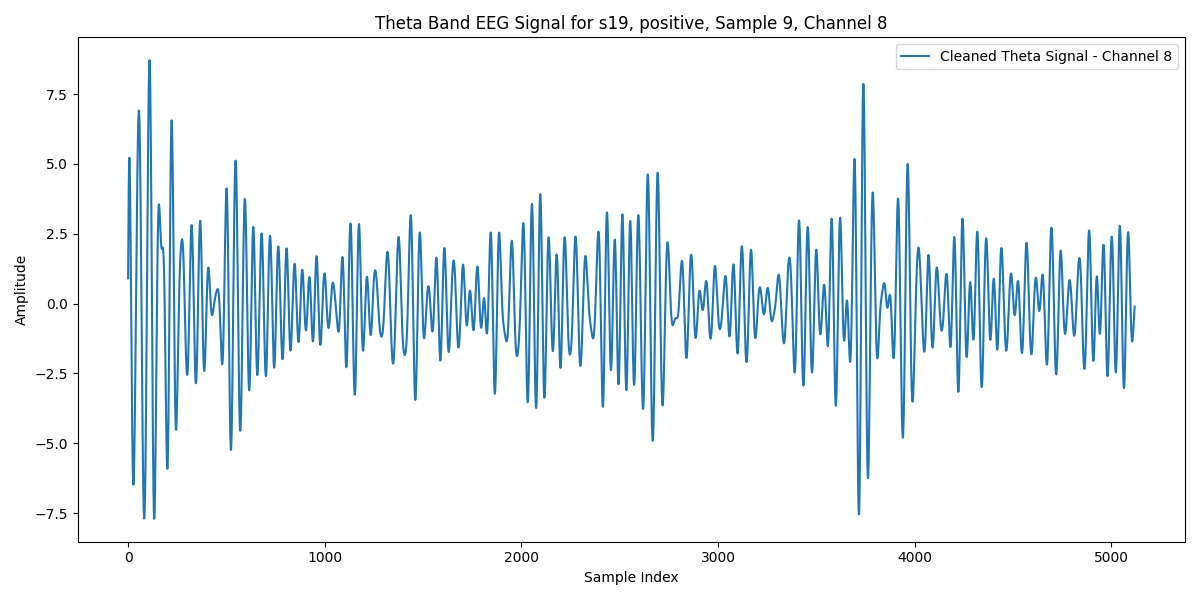 Theta Band EEG Signal for s19, positive, Sample 9, Channel 8
Cleaned Theta Signal - Channel 8
Amplitude
7.5
5.0
2.5
0.0
−2.5
−5.0
−7.5
0 1000 2000 3000 4000 5000
Sample Index